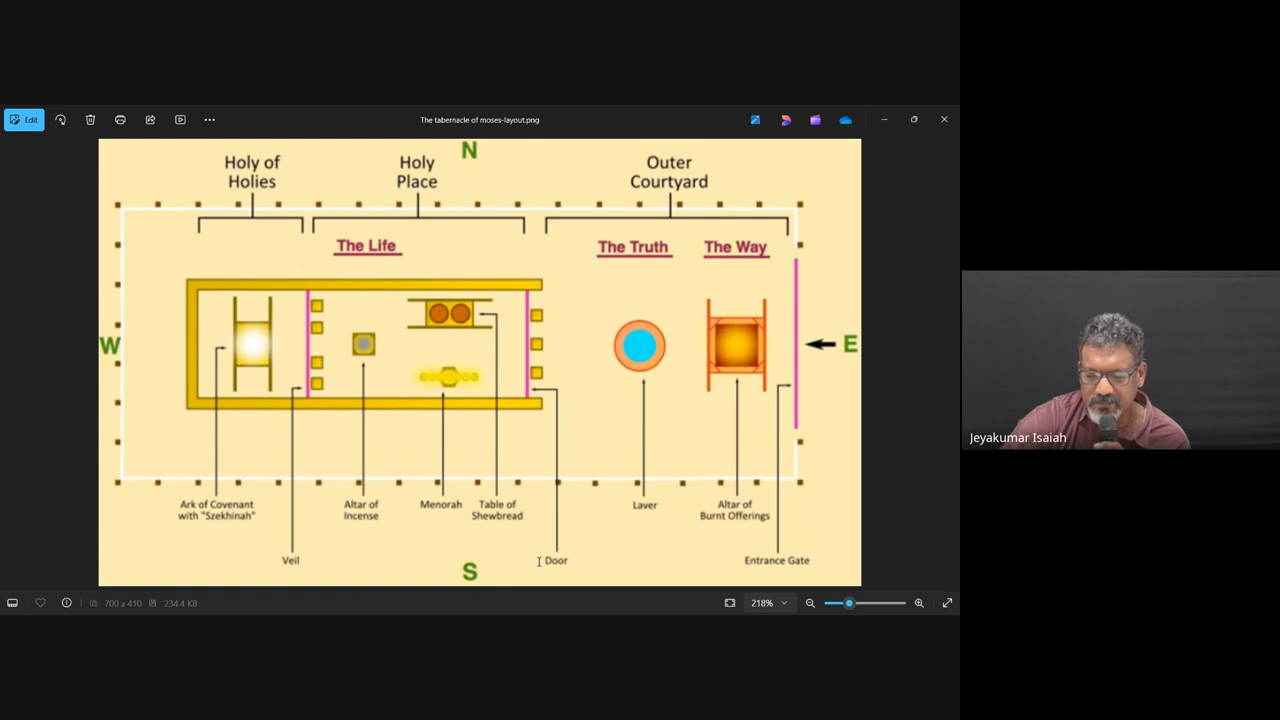 Edit
The tabernacle of moses-layout.png
N
Holy of
Holies
Holy
Place
Outer
Courtyard
The Life
The Truth
The Way
W
E
Ark of Covenant
with "Szekhinah"
Altar of
Incense
Menorah
Table of
Shewbread
Laver
Altar of
Burnt Offerings
Veil
S
Door
Entrance Gate
700 x 410
234.4 KB
218%
Jeyakumar Isaiah